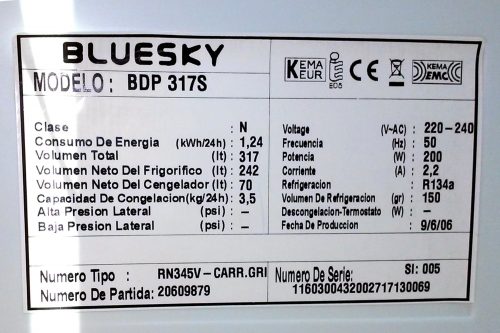 BLUESKY
MODELO: BDP 317S
KEMA EUR
EDS
CE
KEMA EMC
Clase : N
Consumo De Energia (kWh/24h) : 1,24
Volumen Total (lt) : 317
Volumen Neto Del Frigorifico (lt) : 242
Volumen Neto Del Cengelador (lt) : 70
Capacidad De Congelacion(kg/24h) : 3,5
Alta Presion Lateral (psi) : –
Baja Presion Lateral (psi) : –
Voltage (V~AC) : 220-240
Frecuencia (Hz) : 50
Potencia (W) : 200
Corriente (A) : 2,2
Refrigeracion : R134a
Volumen De Refrigeracion (gr) : 150
Descongelacion-Termostato (W) : –
Fecha De Produccion : 9/6/06
Numero Tipo : RN345V–CARR.GRI
Numero De Partida: 20609879
Numero De Serie: SI: 005
1160300432002717130069